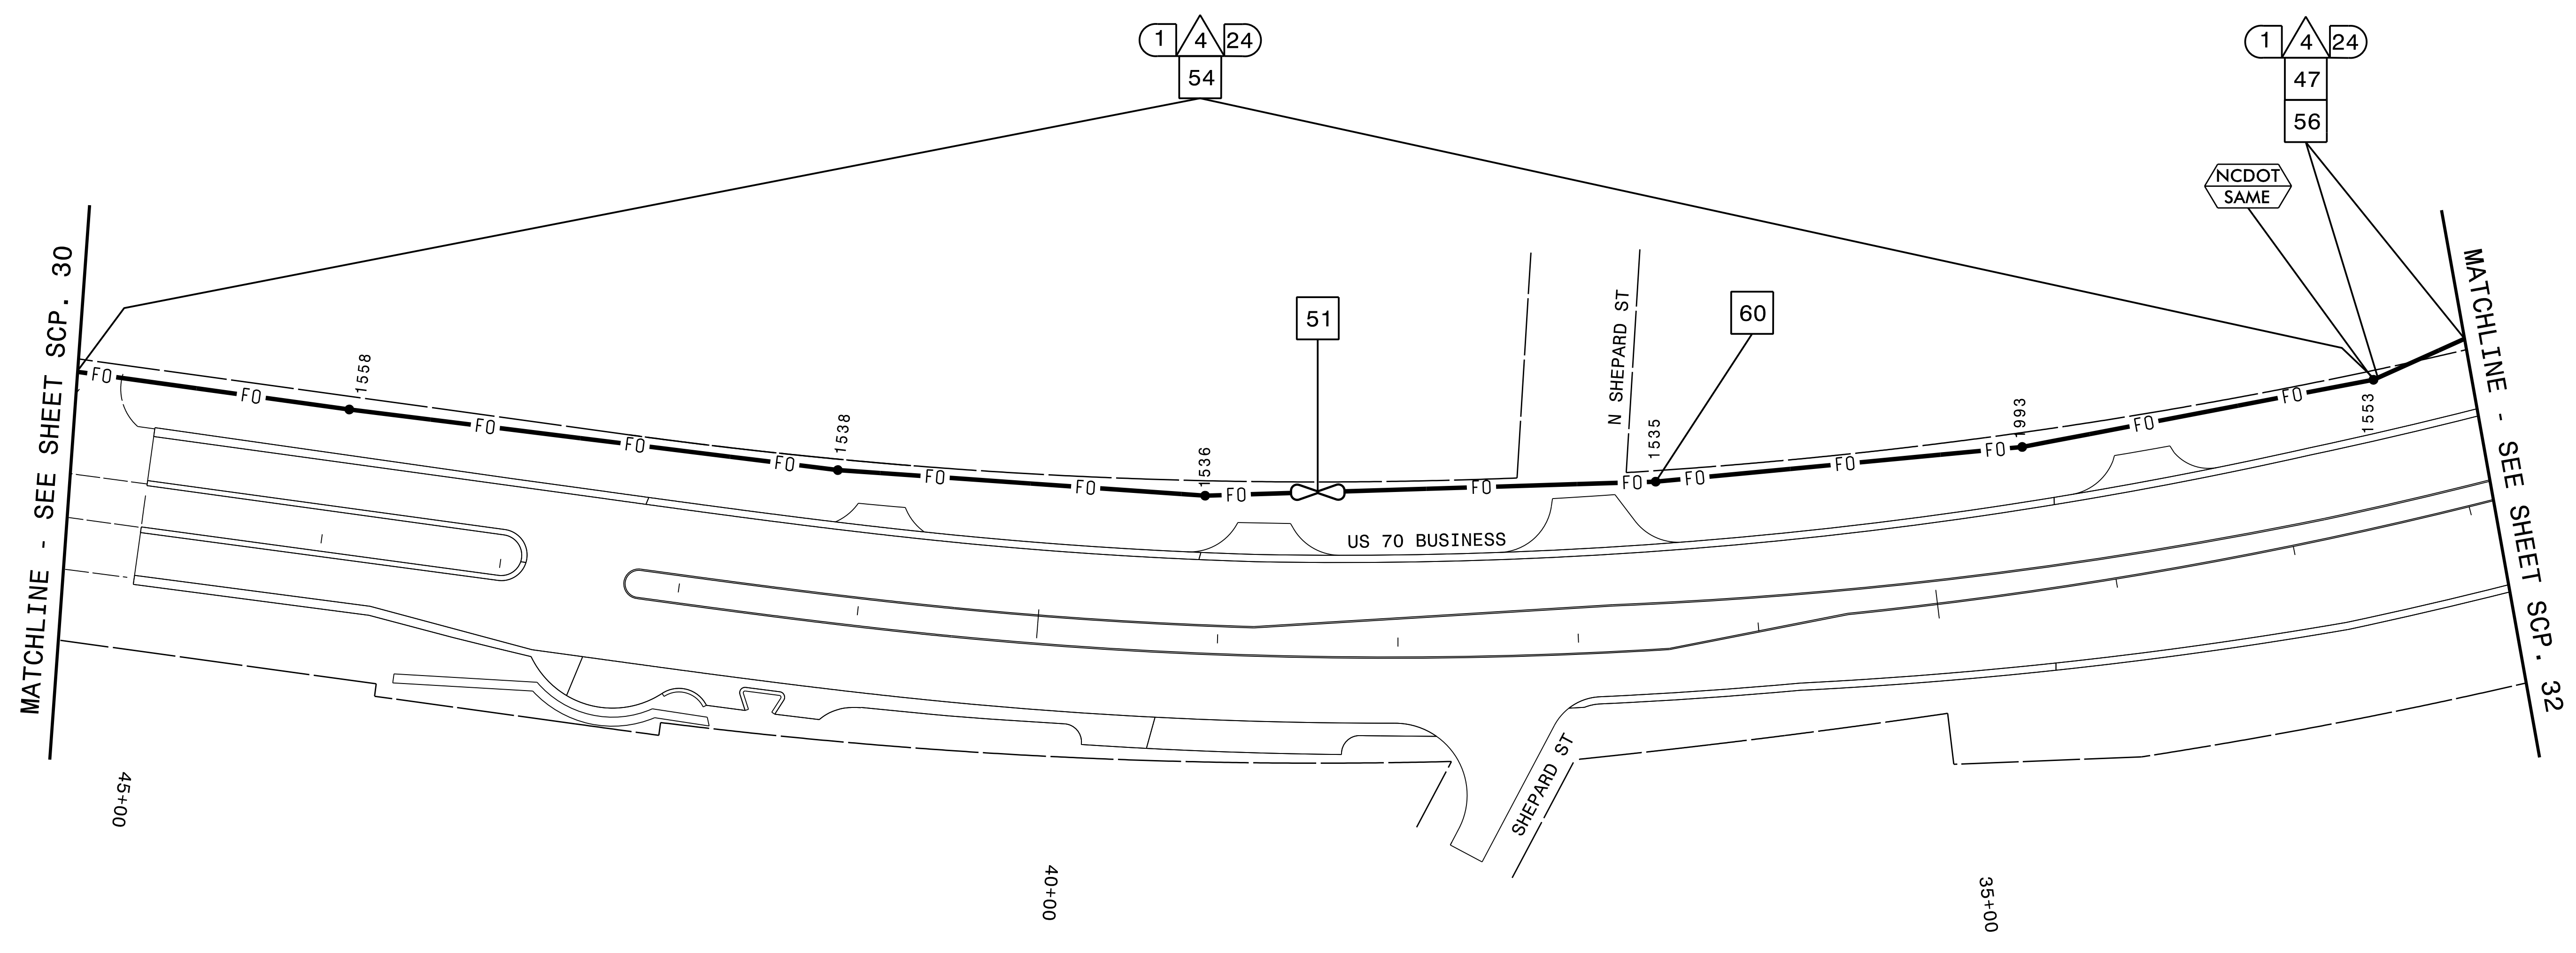 1 4 24
54
1 4 24
47
56
NCDOT
SAME
MATCHLINE - SEE SHEET SCP. 30
MATCHLINE - SEE SHEET SCP. 32
51
60
N SHEPARD ST
1558
1538
1536
1535
1993
1553
FO FO FO FO FO FO FO FO FO FO FO FO FO FO FO
US 70 BUSINESS
SHEPARD ST
45+00
40+00
35+00